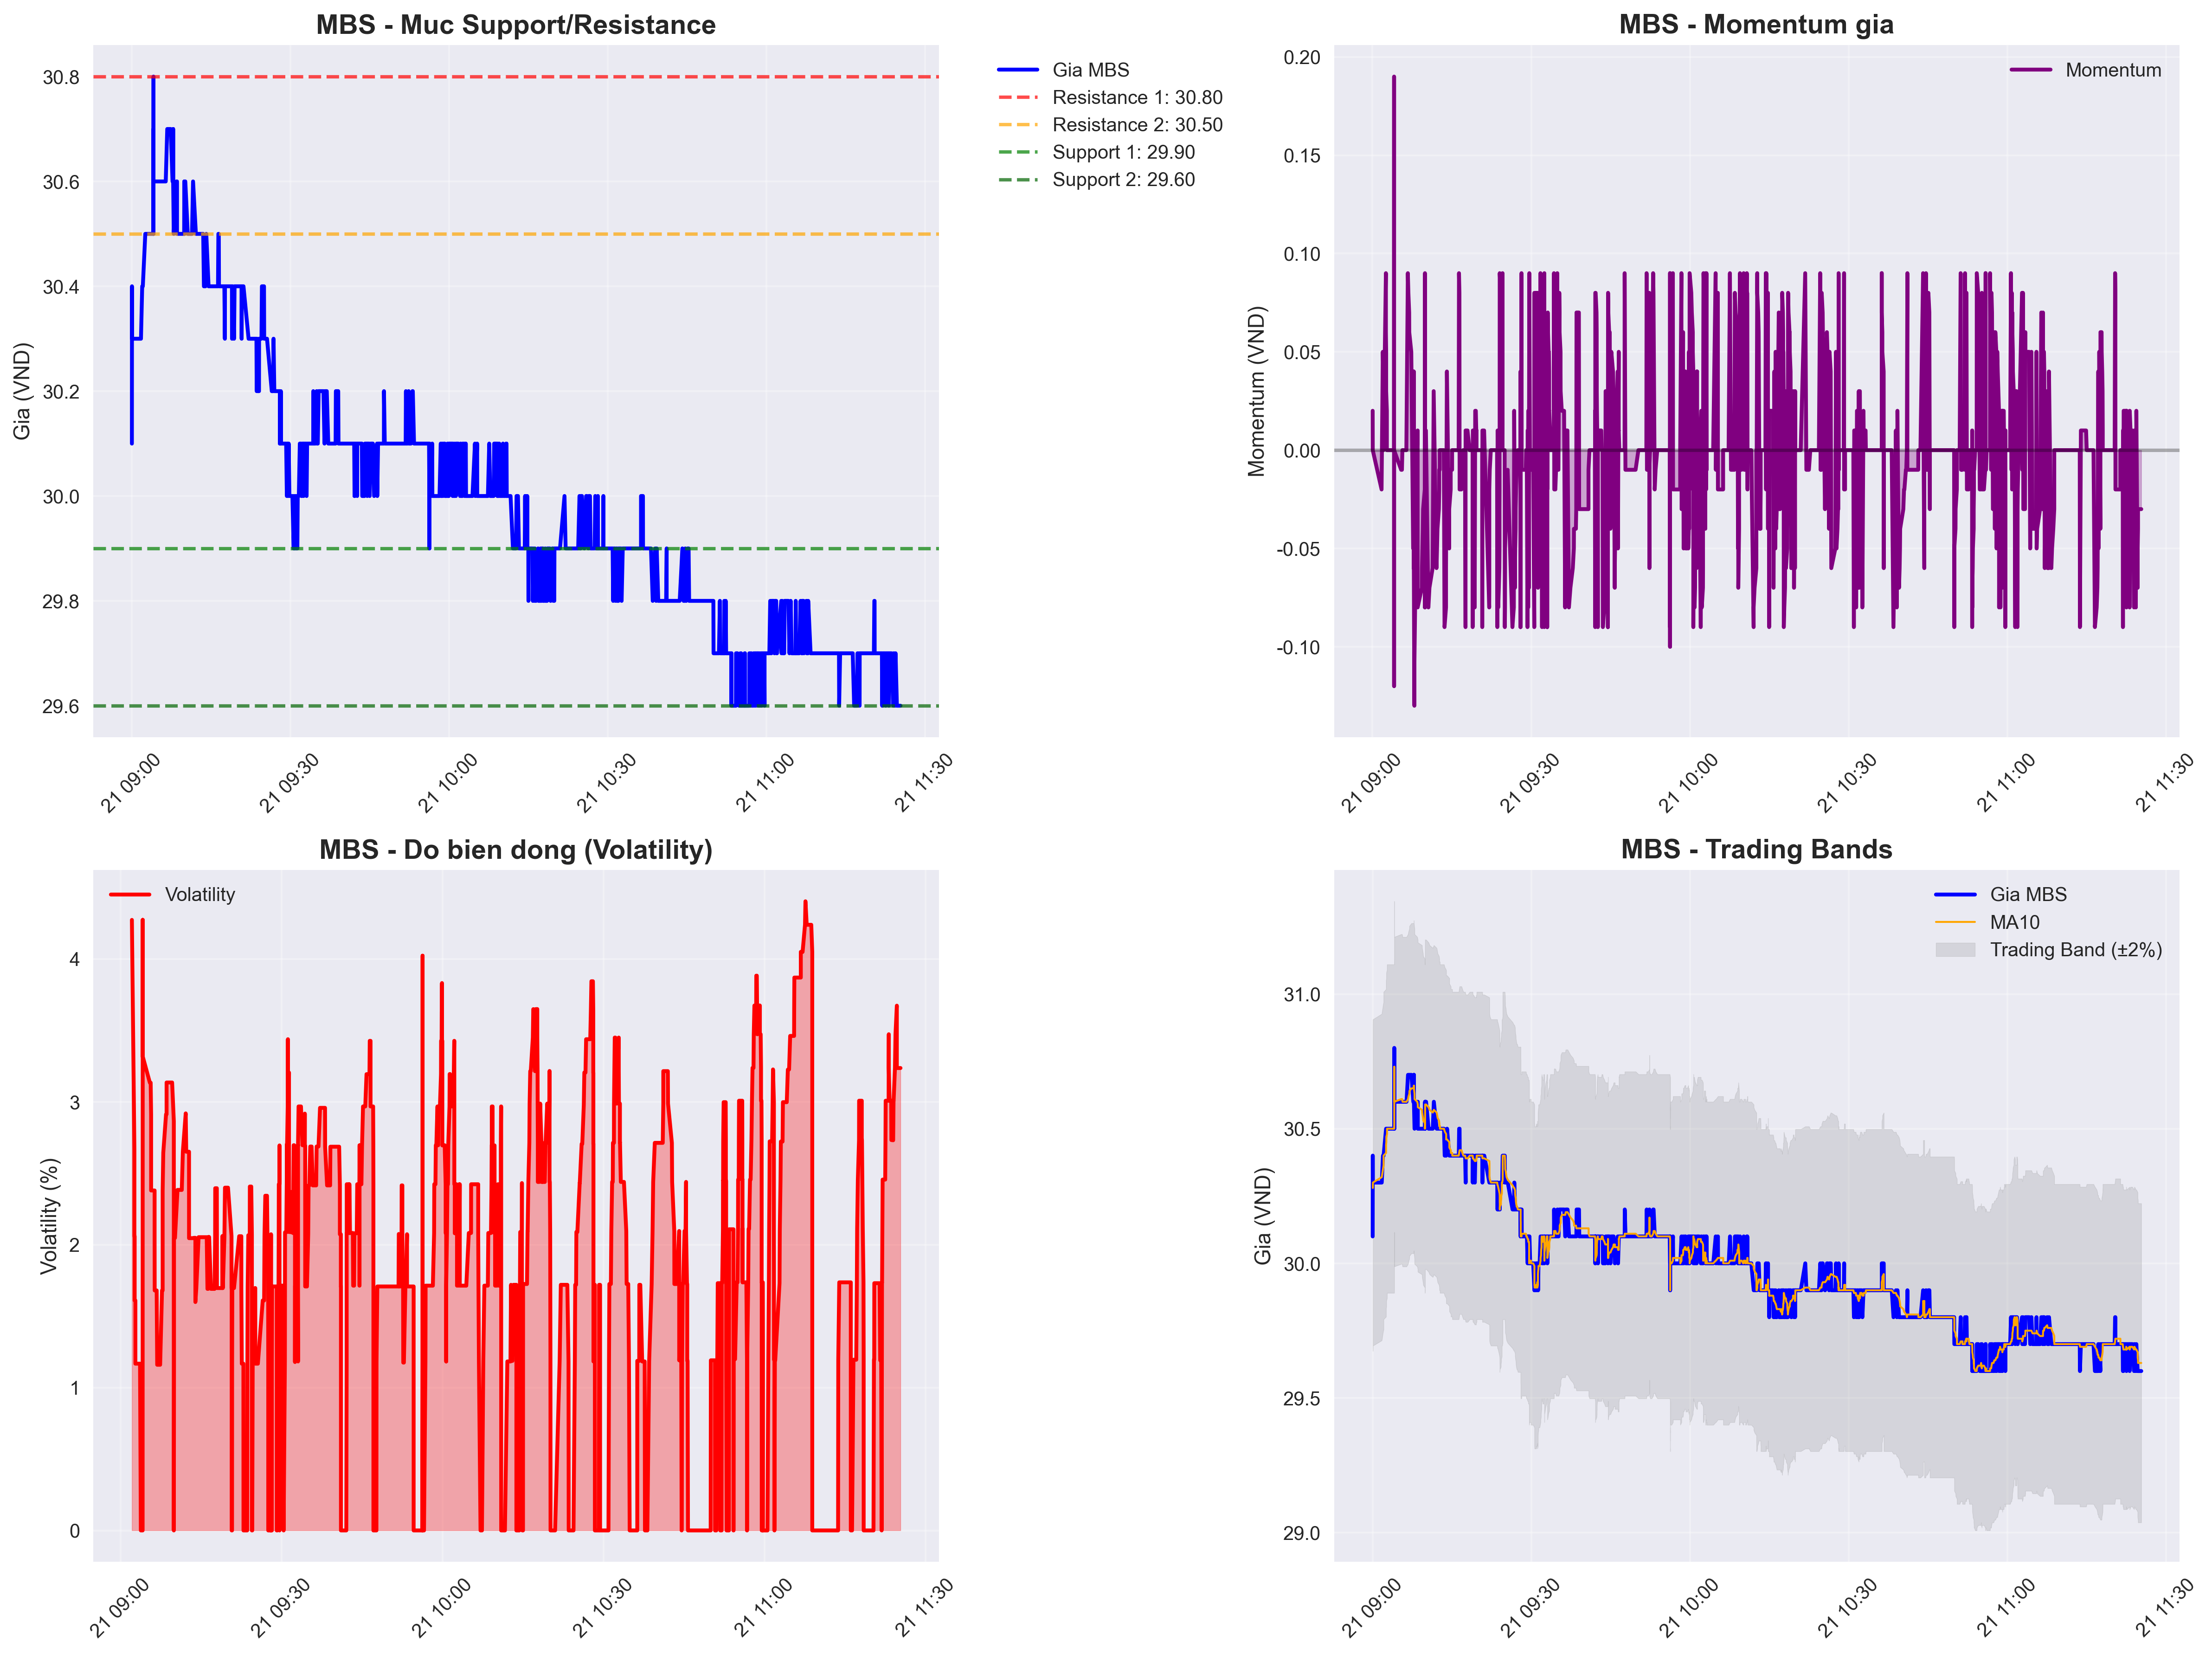 MBS - Muc Support/Resistance
Gia (VND)
30.8
30.6
30.4
30.2
30.0
29.8
29.6
21 09:00
21 09:30
21 10:00
21 10:30
21 11:00
21 11:30
Gia MBS
Resistance 1: 30.80
Resistance 2: 30.50
Support 1: 29.90
Support 2: 29.60
MBS - Momentum gia
Momentum (VND)
0.20
0.15
0.10
0.05
0.00
-0.05
-0.10
Momentum
21 09:00
21 09:30
21 10:00
21 10:30
21 11:00
21 11:30
MBS - Do bien dong (Volatility)
Volatility (%)
4
3
2
1
0
Volatility
21 09:00
21 09:30
21 10:00
21 10:30
21 11:00
21 11:30
MBS - Trading Bands
Gia (VND)
31.0
30.5
30.0
29.5
29.0
Gia MBS
MA10
Trading Band (±2%)
21 09:00
21 09:30
21 10:00
21 10:30
21 11:00
21 11:30